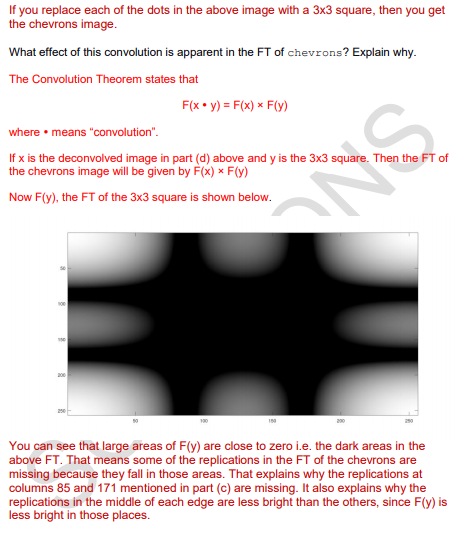 If you replace each of the dots in the above image with a 3x3 square, then you get
the chevrons image.
What effect of this convolution is apparent in the FT of chevrons? Explain why.
The Convolution Theorem states that
F(x • y) = F(x) × F(y)
where • means “convolution”.
If x is the deconvolved image in part (d) above and y is the 3x3 square. Then the FT of
the chevrons image will be given by F(x) × F(y)
Now F(y), the FT of the 3x3 square is shown below.
50
100
150
200
250
50 100 150 200 250
You can see that large areas of F(y) are close to zero i.e. the dark areas in the
above FT. That means some of the replications in the FT of the chevrons are
missing because they fall in those areas. That explains why the replications at
columns 85 and 171 mentioned in part (c) are missing. It also explains why the
replications in the middle of each edge are less bright than the others, since F(y) is
less bright in those places.